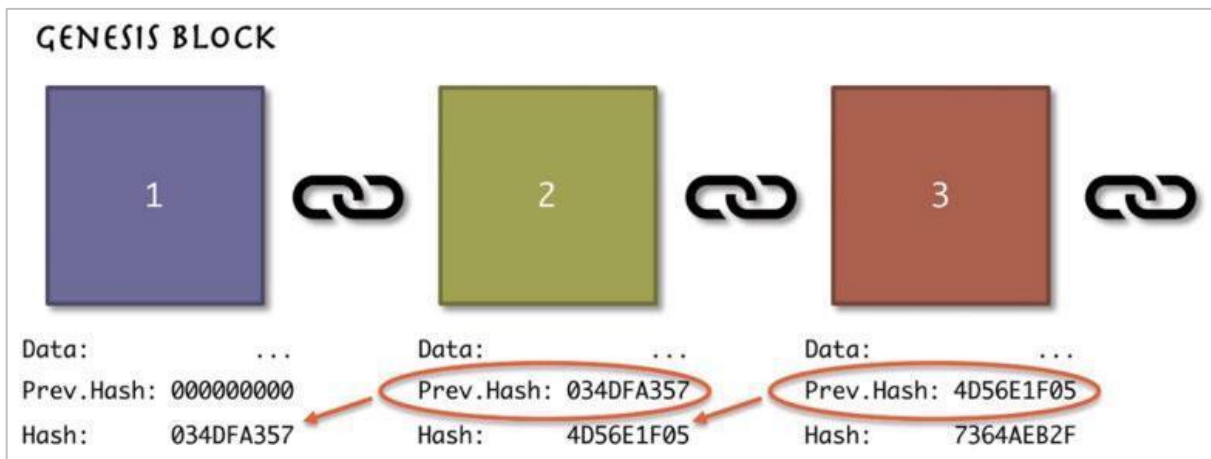 GENESIS BLOCK
1
2
3
Data: ...
Prev.Hash: 000000000
Hash: 034DFA357
Data: ...
Prev.Hash: 034DFA357
Hash: 4D56E1F05
Data: ...
Prev.Hash: 4D56E1F05
Hash: 7364AEB2F